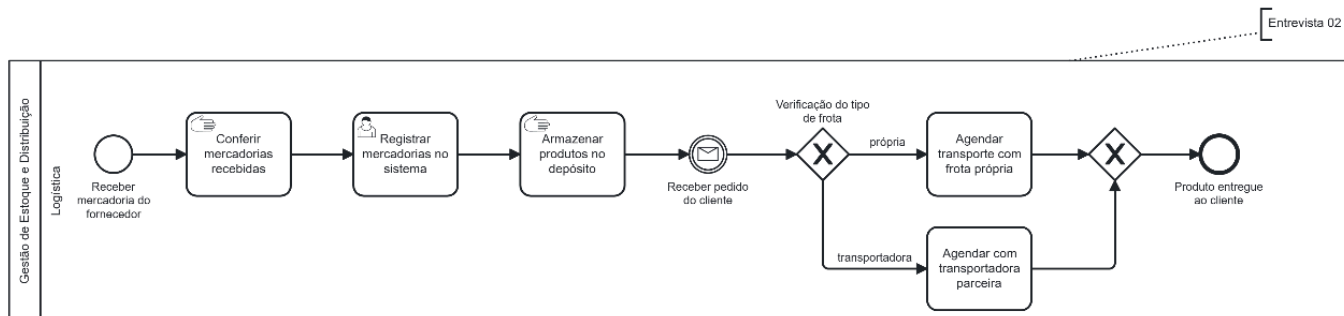 Entrevista 02
Gestão de Estoque e Distribuição
Logística
Receber
mercadoria do
fornecedor
Conferir
mercadorias
recebidas
Registrar
mercadorias no
sistema
Armazenar
produtos no
depósito
Receber pedido
do cliente
Verificação do tipo
de frota
própria
transportadora
Agendar
transporte com
frota própria
Agendar com
transportadora
parceira
Produto entregue
ao cliente